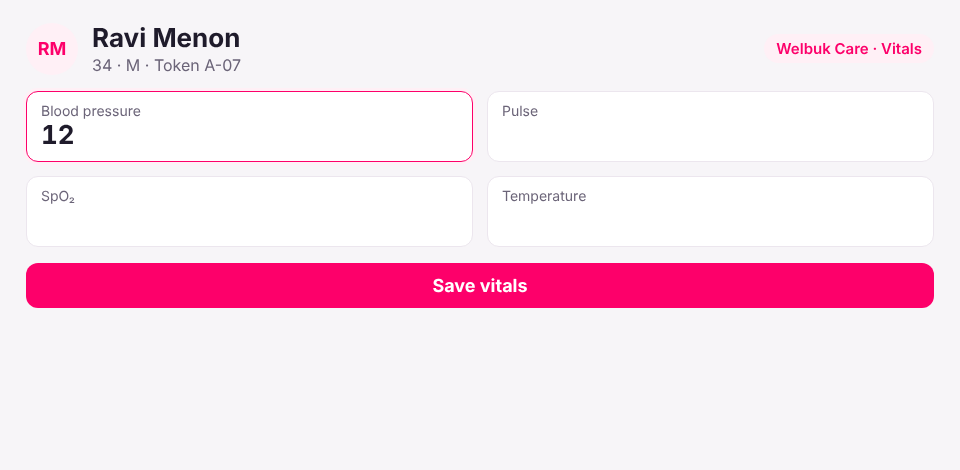 RM
Ravi Menon
34 · M · Token A-07
Welbuk Care · Vitals
Blood pressure
12
Pulse
SpO₂
Temperature
Save vitals